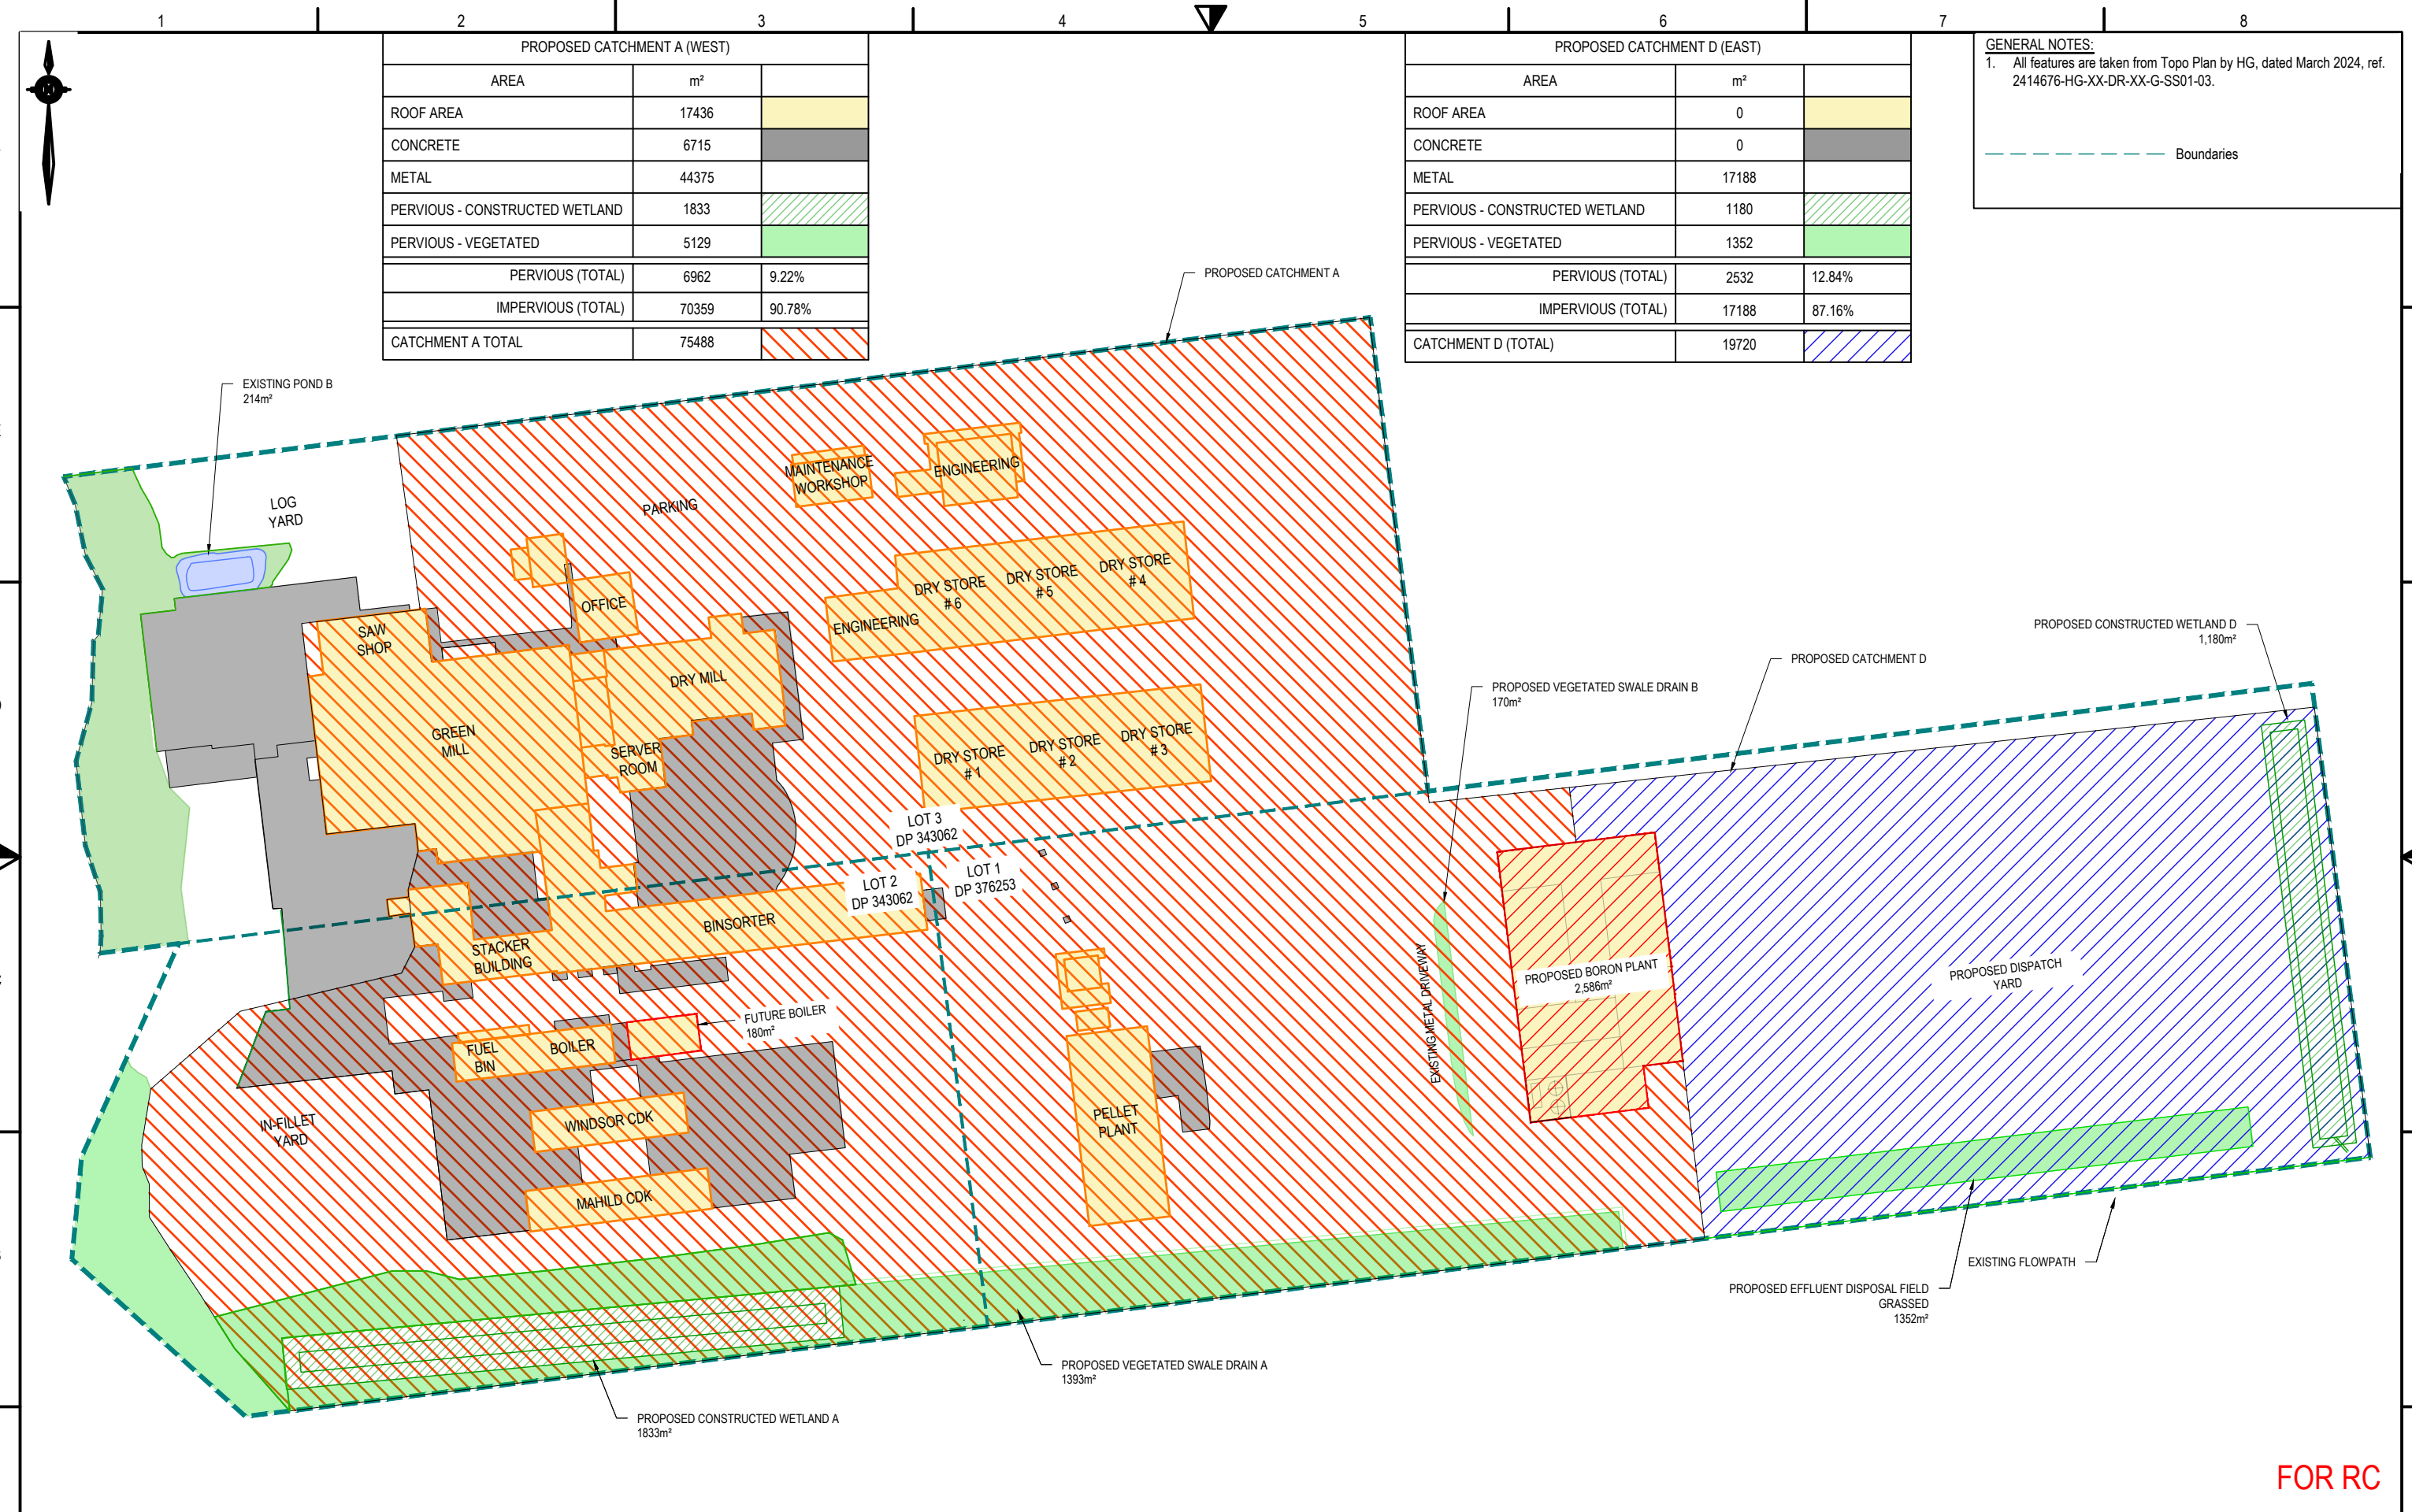 1 2 3 4 5 6 7 8
PROPOSED CATCHMENT A (WEST)
AREA m²
ROOF AREA 17436
CONCRETE 6715
METAL 44375
PERVIOUS - CONSTRUCTED WETLAND 1833
PERVIOUS - VEGETATED 5129
PERVIOUS (TOTAL) 6962 9.22%
IMPERVIOUS (TOTAL) 70359 90.78%
CATCHMENT A TOTAL 75488
PROPOSED CATCHMENT D (EAST)
AREA m²
ROOF AREA 0
CONCRETE 0
METAL 17188
PERVIOUS - CONSTRUCTED WETLAND 1180
PERVIOUS - VEGETATED 1352
PERVIOUS (TOTAL) 2532 12.84%
IMPERVIOUS (TOTAL) 17188 87.16%
CATCHMENT D (TOTAL) 19720
GENERAL NOTES:
1. All features are taken from Topo Plan by HG, dated March 2024, ref.
2414676-HG-XX-DR-XX-G-SS01-03.
Boundaries
PROPOSED CATCHMENT A
EXISTING POND B
214m²
LOG
YARD
PARKING
MAINTENANCE
WORKSHOP
ENGINEERING
DRY STORE
# 6
DRY STORE
# 5
DRY STORE
# 4
ENGINEERING
OFFICE
SAW
SHOP
DRY MILL
GREEN
MILL
SERVER
ROOM
DRY STORE
# 1
DRY STORE
# 2
DRY STORE
# 3
PROPOSED CONSTRUCTED WETLAND D
1,180m²
PROPOSED CATCHMENT D
PROPOSED VEGETATED SWALE DRAIN B
170m²
LOT 3
DP 343062
LOT 2
DP 343062
LOT 1
DP 376253
BINSORTER
STACKER
BUILDING
EXISTING METAL DRIVEWAY
PROPOSED BORON PLANT
2,586m²
PROPOSED DISPATCH
YARD
FUTURE BOILER
180m²
FUEL
BIN
BOILER
IN-FILLET
YARD
WINDSOR CDK
PELLET
PLANT
MAHILD CDK
EXISTING FLOWPATH
PROPOSED EFFLUENT DISPOSAL FIELD
GRASSED
1352m²
PROPOSED VEGETATED SWALE DRAIN A
1393m²
PROPOSED CONSTRUCTED WETLAND A
1833m²
FOR RC